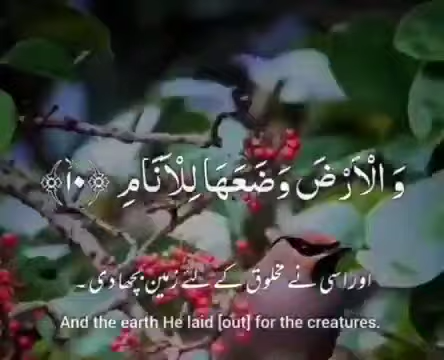 وَالْأَرْضَ وَضَعَهَا لِلْأَنَامِ ﴿١٠﴾
اور اسی نے مخلوق کے لئے زمین بچھا دی۔
And the earth He laid [out] for the creatures.